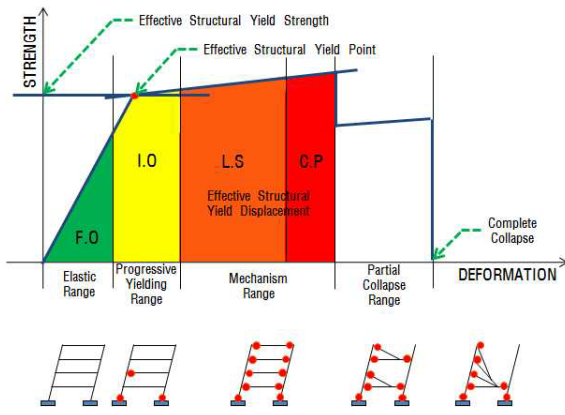 Effective Structural Yield Strength
Effective Structural Yield Point
STRENGTH
I.O
L.S
C.P
Effective Structural
Yield Displacement
F.O
Complete
Collapse
Elastic
Range
Progressive
Yielding
Range
Mechanism
Range
Partial
Collapse
Range
DEFORMATION